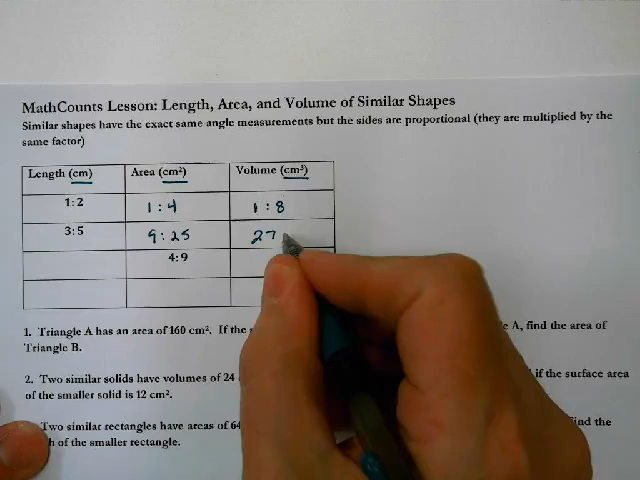 MathCounts Lesson: Length, Area, and Volume of Similar Shapes
Similar shapes have the exact same angle measurements but the sides are proportional (they are multiplied by the
same factor)
Length (cm) Area (cm²) Volume (cm³)
1:2 1:4 1:8
3:5 9:25 27
4:9
1. Triangle A has an area of 160 cm². If the A, find the area of
Triangle B.
2. Two similar solids have volumes of 24 if the surface area
of the smaller solid is 12 cm².
Two similar rectangles have areas of 64 find the
of the smaller rectangle.